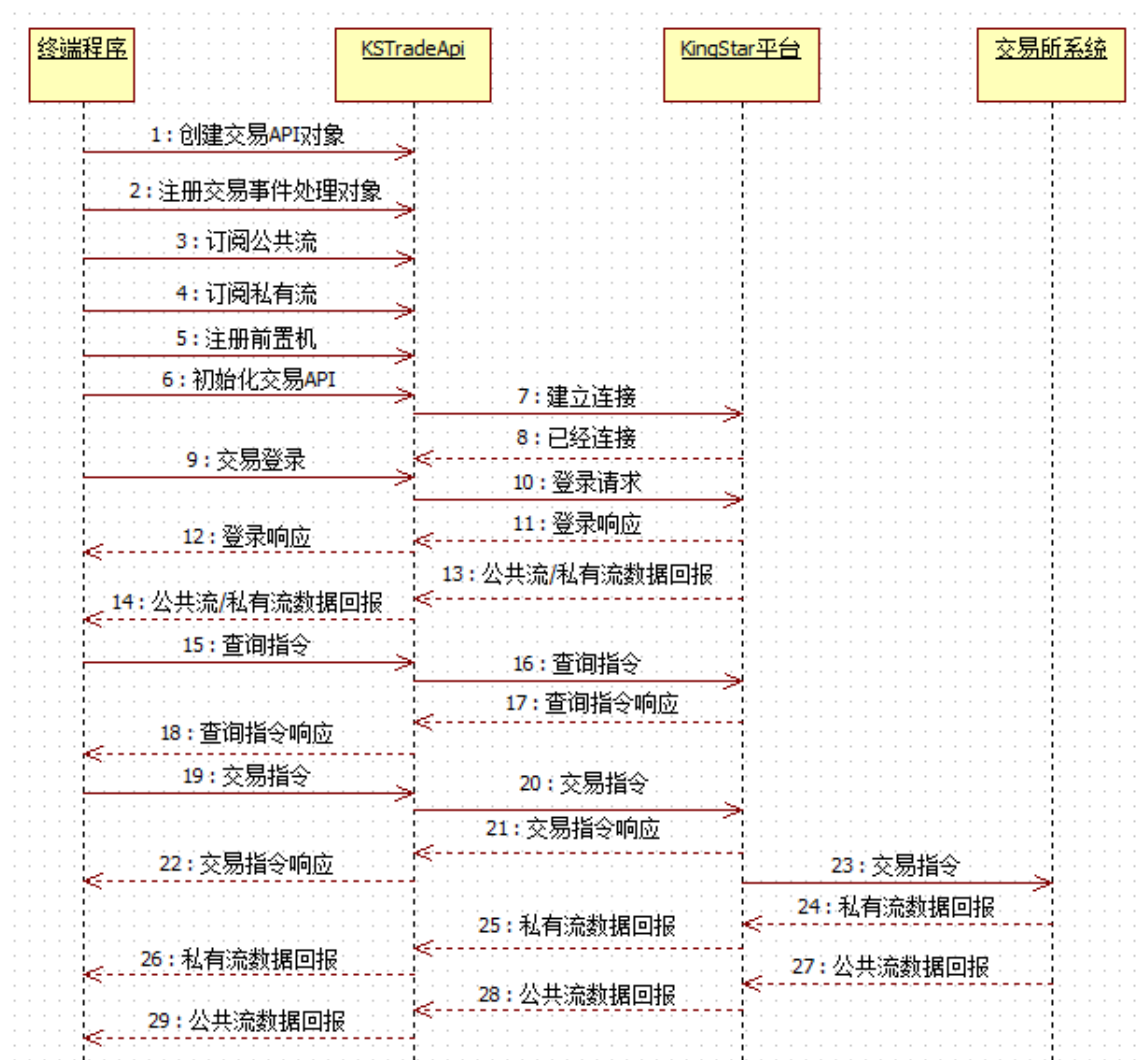 终端程序
KSTradeApi
KingStar平台
交易所系统
1 : 创建交易API对象
2 : 注册交易事件处理对象
3 : 订阅公共流
4 : 订阅私有流
5 : 注册前置机
6 : 初始化交易API
7 : 建立连接
8 : 已经连接
9 : 交易登录
10 : 登录请求
11 : 登录响应
12 : 登录响应
13 : 公共流/私有流数据回报
14 : 公共流/私有流数据回报
15 : 查询指令
16 : 查询指令
17 : 查询指令响应
18 : 查询指令响应
19 : 交易指令
20 : 交易指令
21 : 交易指令响应
22 : 交易指令响应
23 : 交易指令
24 : 私有流数据回报
25 : 私有流数据回报
26 : 私有流数据回报
27 : 公共流数据回报
28 : 公共流数据回报
29 : 公共流数据回报